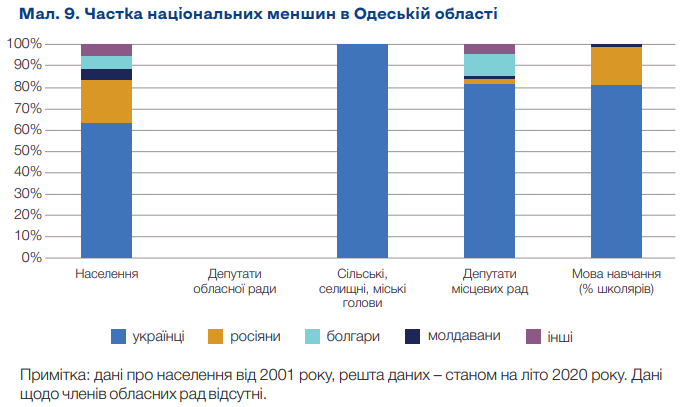 Мал. 9. Частка національних меншин в Одеській області
100%
90%
80%
70%
60%
50%
40%
30%
20%
10%
0%
Населення
Депутати
обласної ради
Сільські,
селищні, міські
голови
Депутати
місцевих рад
Мова навчання
(% школярів)
українці
росіяни
болгари
молдавани
інші
Примітка: дані про населення від 2001 року, решта даних – станом на літо 2020 року. Дані
щодо членів обласних рад відсутні.